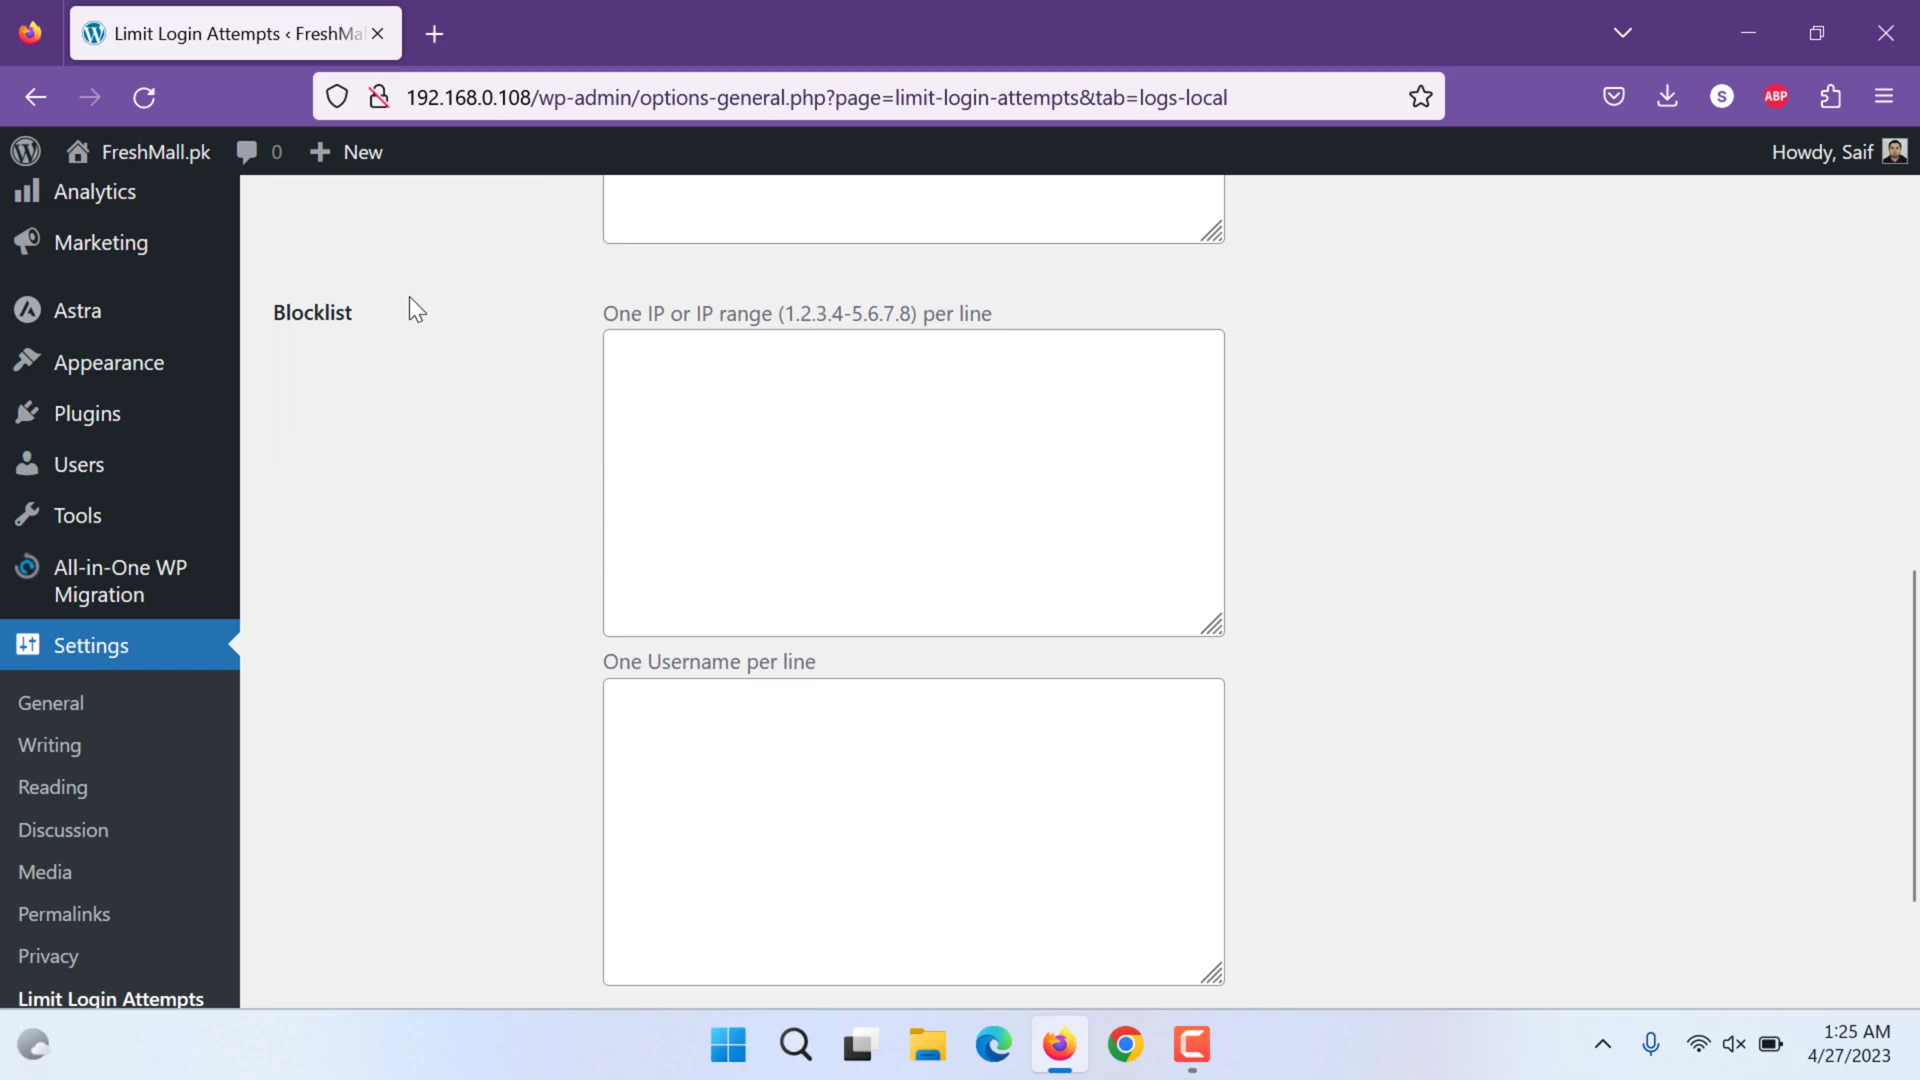 Limit Login Attempts ‹ FreshMal
192.168.0.108/wp-admin/options-general.php?page=limit-login-attempts&tab=logs-local
S
ABP
FreshMall.pk
0
New
Howdy, Saif
Analytics
Marketing
Astra
Appearance
Plugins
Users
Tools
All-in-One WP
Migration
Settings
General
Writing
Reading
Discussion
Media
Permalinks
Privacy
Limit Login Attempts
Blocklist
One IP or IP range (1.2.3.4-5.6.7.8) per line
One Username per line
1:25 AM
4/27/2023